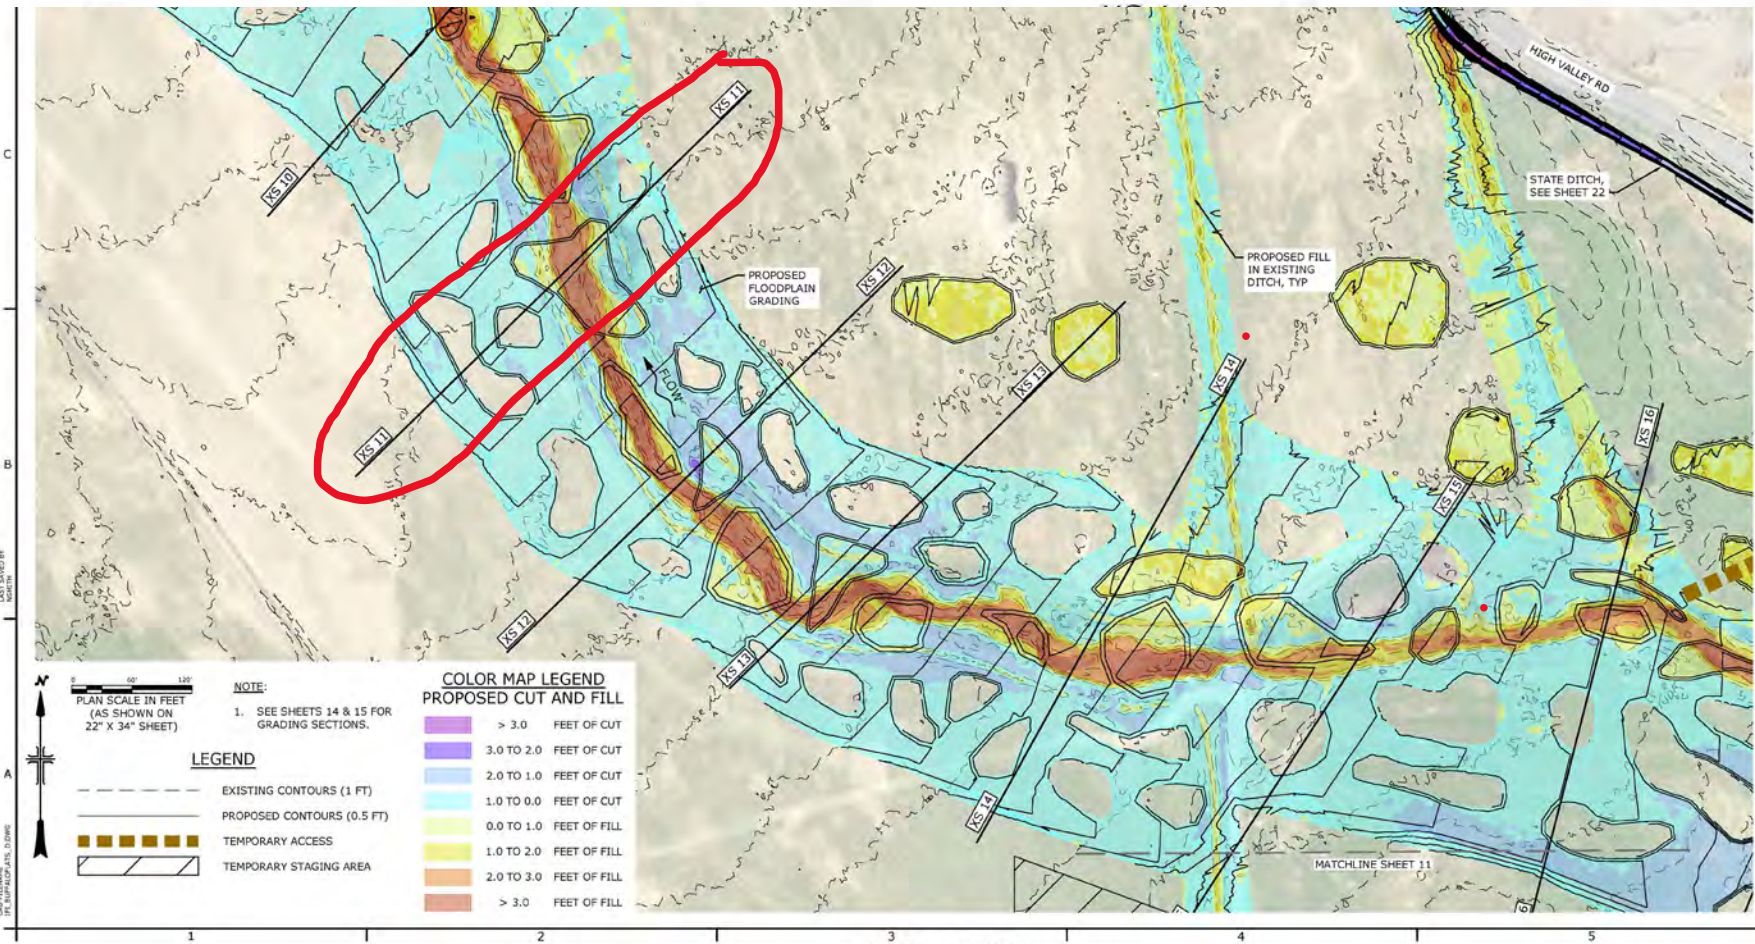 HIGH VALLEY RD
XS 11
C
XS 10
STATE DITCH,
SEE SHEET 22
PROPOSED FILL
IN EXISTING
DITCH, TYP
PROPOSED
FLOODPLAIN
GRADING
XS 12
XS 13
XS 14
FLOW
XS 16
XS 11
B
XS 15
XS 12
XS 13
N
0 60' 120'
PLAN SCALE IN FEET
(AS SHOWN ON
22" X 34" SHEET)
NOTE:
1. SEE SHEETS 14 & 15 FOR
GRADING SECTIONS.
LEGEND
EXISTING CONTOURS (1 FT)
PROPOSED CONTOURS (0.5 FT)
TEMPORARY ACCESS
TEMPORARY STAGING AREA
COLOR MAP LEGEND
PROPOSED CUT AND FILL
> 3.0 FEET OF CUT
3.0 TO 2.0 FEET OF CUT
2.0 TO 1.0 FEET OF CUT
1.0 TO 0.0 FEET OF CUT
0.0 TO 1.0 FEET OF FILL
1.0 TO 2.0 FEET OF FILL
2.0 TO 3.0 FEET OF FILL
> 3.0 FEET OF FILL
A
XS 14
MATCHLINE SHEET 11
1 2 3 4 5